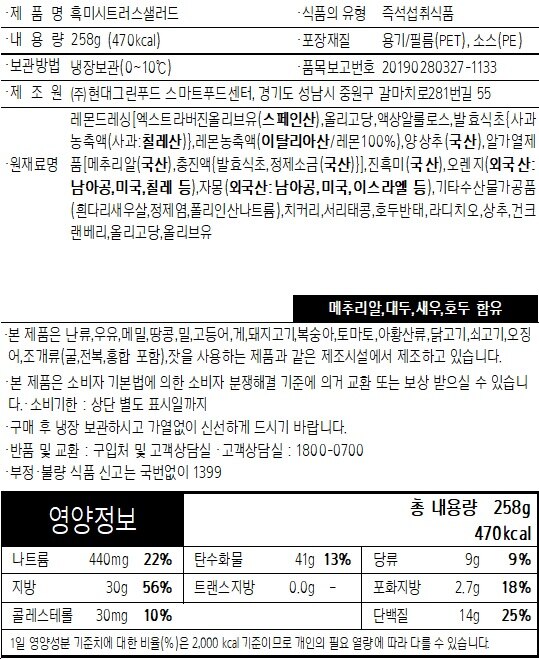 ·제 품 명 흑미시트러스샐러드 ·식품의 유형 즉석섭취식품
·내 용 량 258g (470kcal) ·포장재질 용기/필름(PET), 소스(PE)
·보관방법 냉장보관(0~10℃) ·품목보고번호 20190280327-1133
·제 조 원 (주)현대그린푸드 스마트푸드센터, 경기도 성남시 중원구 갈마치로281번길 55
레몬드레싱[엑스트라버진올리브유(스페인산),올리고당,액상알룰로스,발효식초{사과
농축액(사과:칠레산)},레몬농축액(이탈리아산/레몬100%),양상추(국산),알가열제
·원재료명 품[메추리알(국산),충진액{발효식초,정제소금(국산)}],진흑미(국산),오렌지(외국산:
남아공,미국,칠레 등),자몽(외국산:남아공,미국,이스라엘 등),기타수산물가공품
(흰다리새우살,정제염,폴리인산나트륨),치커리,서리태콩,호두반태,라디치오,상추,건크
랜베리,올리고당,올리브유
메추리알,대두,새우,호두 함유
·본 제품은 난류,우유,메밀,땅콩,밀,고등어,게,돼지고기,복숭아,토마토,아황산류,닭고기,쇠고기,오징
어,조개류(굴,전복,홍합 포함),잣을 사용하는 제품과 같은 제조시설에서 제조하고 있습니다.
·본 제품은 소비자 기본법에 의한 소비자 분쟁해결 기준에 의거 교환 또는 보상 받으실 수 있습니
다.·소비기한 : 상단 별도 표시일까지
·구매 후 냉장 보관하시고 가열없이 신선하게 드시기 바랍니다.
·반품 및 교환 : 구입처 및 고객상담실 ·고객상담실 : 1800-0700
·부정·불량 식품 신고는 국번없이 1399
영양정보 총 내용량 258g
470kcal
나트륨 440mg 22% 탄수화물 41g 13% 당류 9g 9%
지방 30g 56% 트랜스지방 0.0g - 포화지방 2.7g 18%
콜레스테롤 30mg 10% 단백질 14g 25%
1일 영양성분 기준치에 대한 비율(%)은 2,000 kcal 기준이므로 개인의 필요 열량에 따라 다를 수 있습니다.